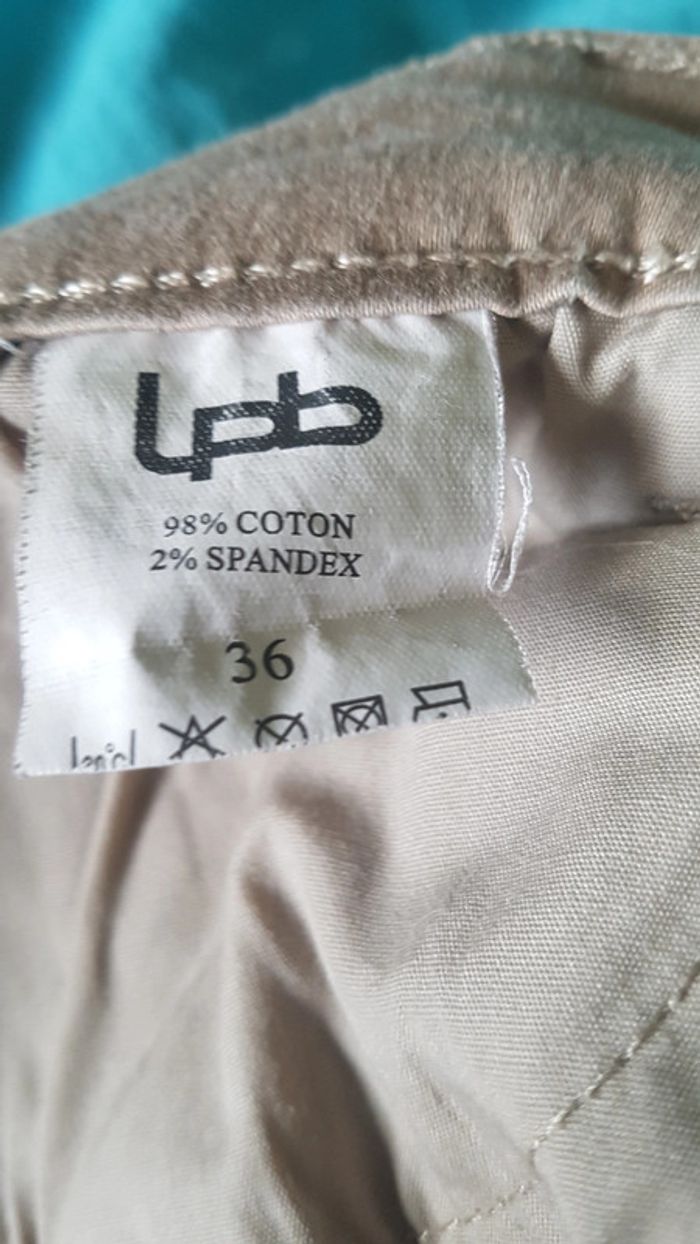 Lpb
98% COTON
2% SPANDEX
36